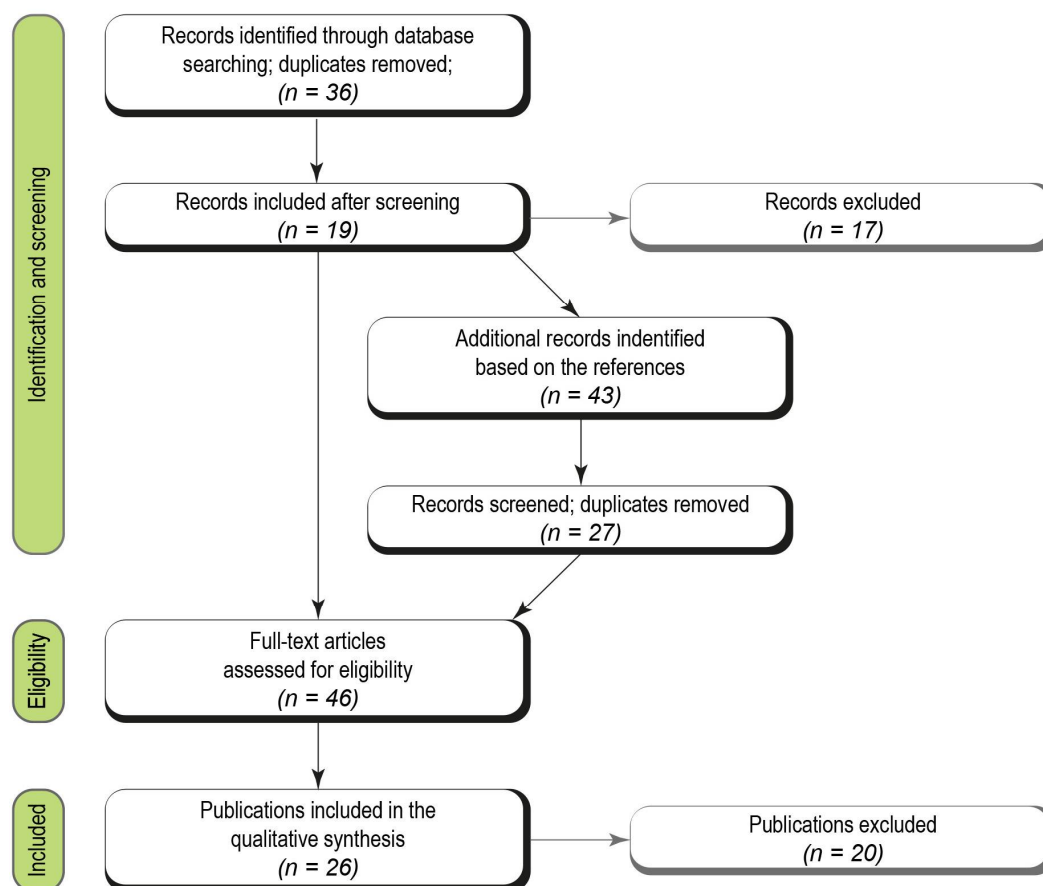 Identification and screening
Records identified through database
searching; duplicates removed;
(n = 36)
Records included after screening
(n = 19)
Records excluded
(n = 17)
Additional records indentified
based on the references
(n = 43)
Records screened; duplicates removed
(n = 27)
Eligibility
Full-text articles
assessed for eligibility
(n = 46)
Included
Publications included in the
qualitative synthesis
(n = 26)
Publications excluded
(n = 20)